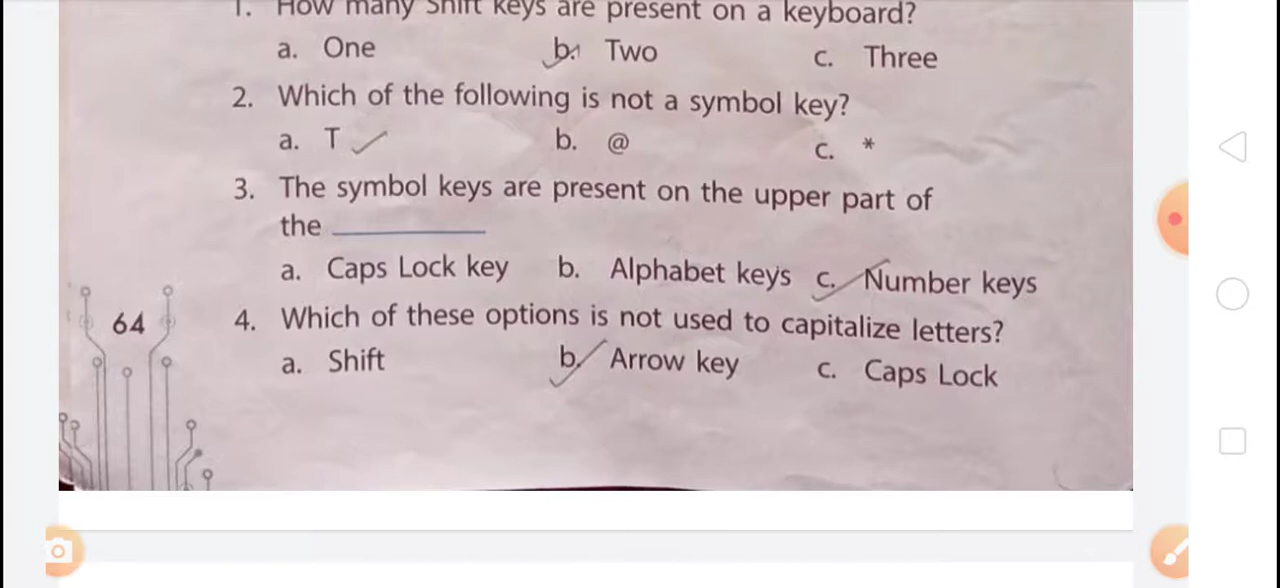 1. How many Shift keys are present on a keyboard?
a. One b. Two c. Three
2. Which of the following is not a symbol key?
a. T b. @ c. *
3. The symbol keys are present on the upper part of
the ___________
a. Caps Lock key b. Alphabet keys c. Number keys
64
4. Which of these options is not used to capitalize letters?
a. Shift b. Arrow key c. Caps Lock